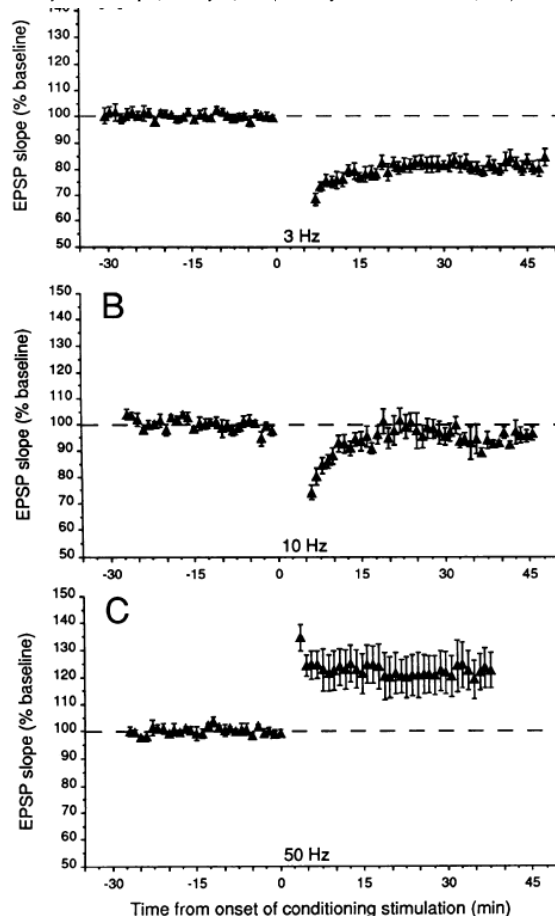 140
130
120
110
100
90
80
70
60
50
EPSP slope (% baseline)
3 Hz
-30 -15 0 15 30 45
B
150
140
130
120
110
100
90
80
70
60
50
EPSP slope (% baseline)
10 Hz
-30 -15 0 15 30 45
C
150
140
130
120
110
100
90
80
70
60
50
EPSP slope (% baseline)
50 Hz
-30 -15 0 15 30 45
Time from onset of conditioning stimulation (min)